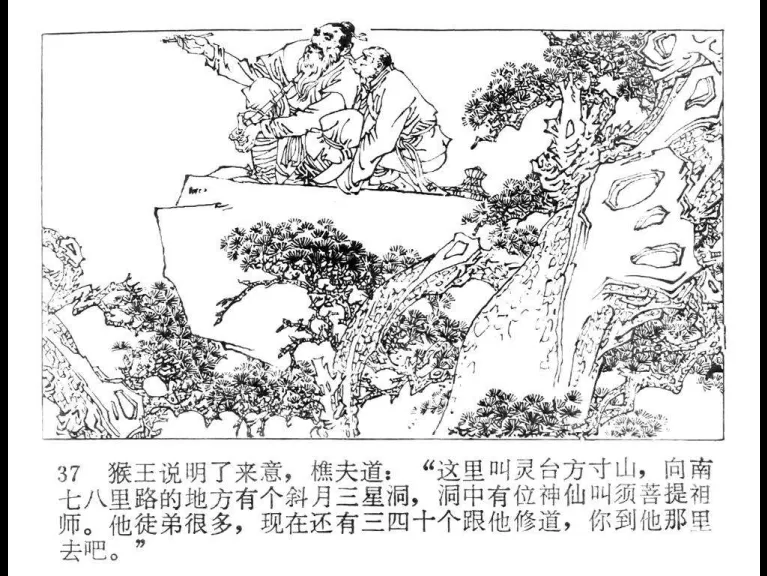 37 猴王说明了来意，樵夫道：“这里叫灵台方寸山，向南
七八里路的地方有个斜月三星洞，洞中有位神仙叫须菩提祖
师。他徒弟很多，现在还有三四十个跟他修道，你到他那里
去吧。”